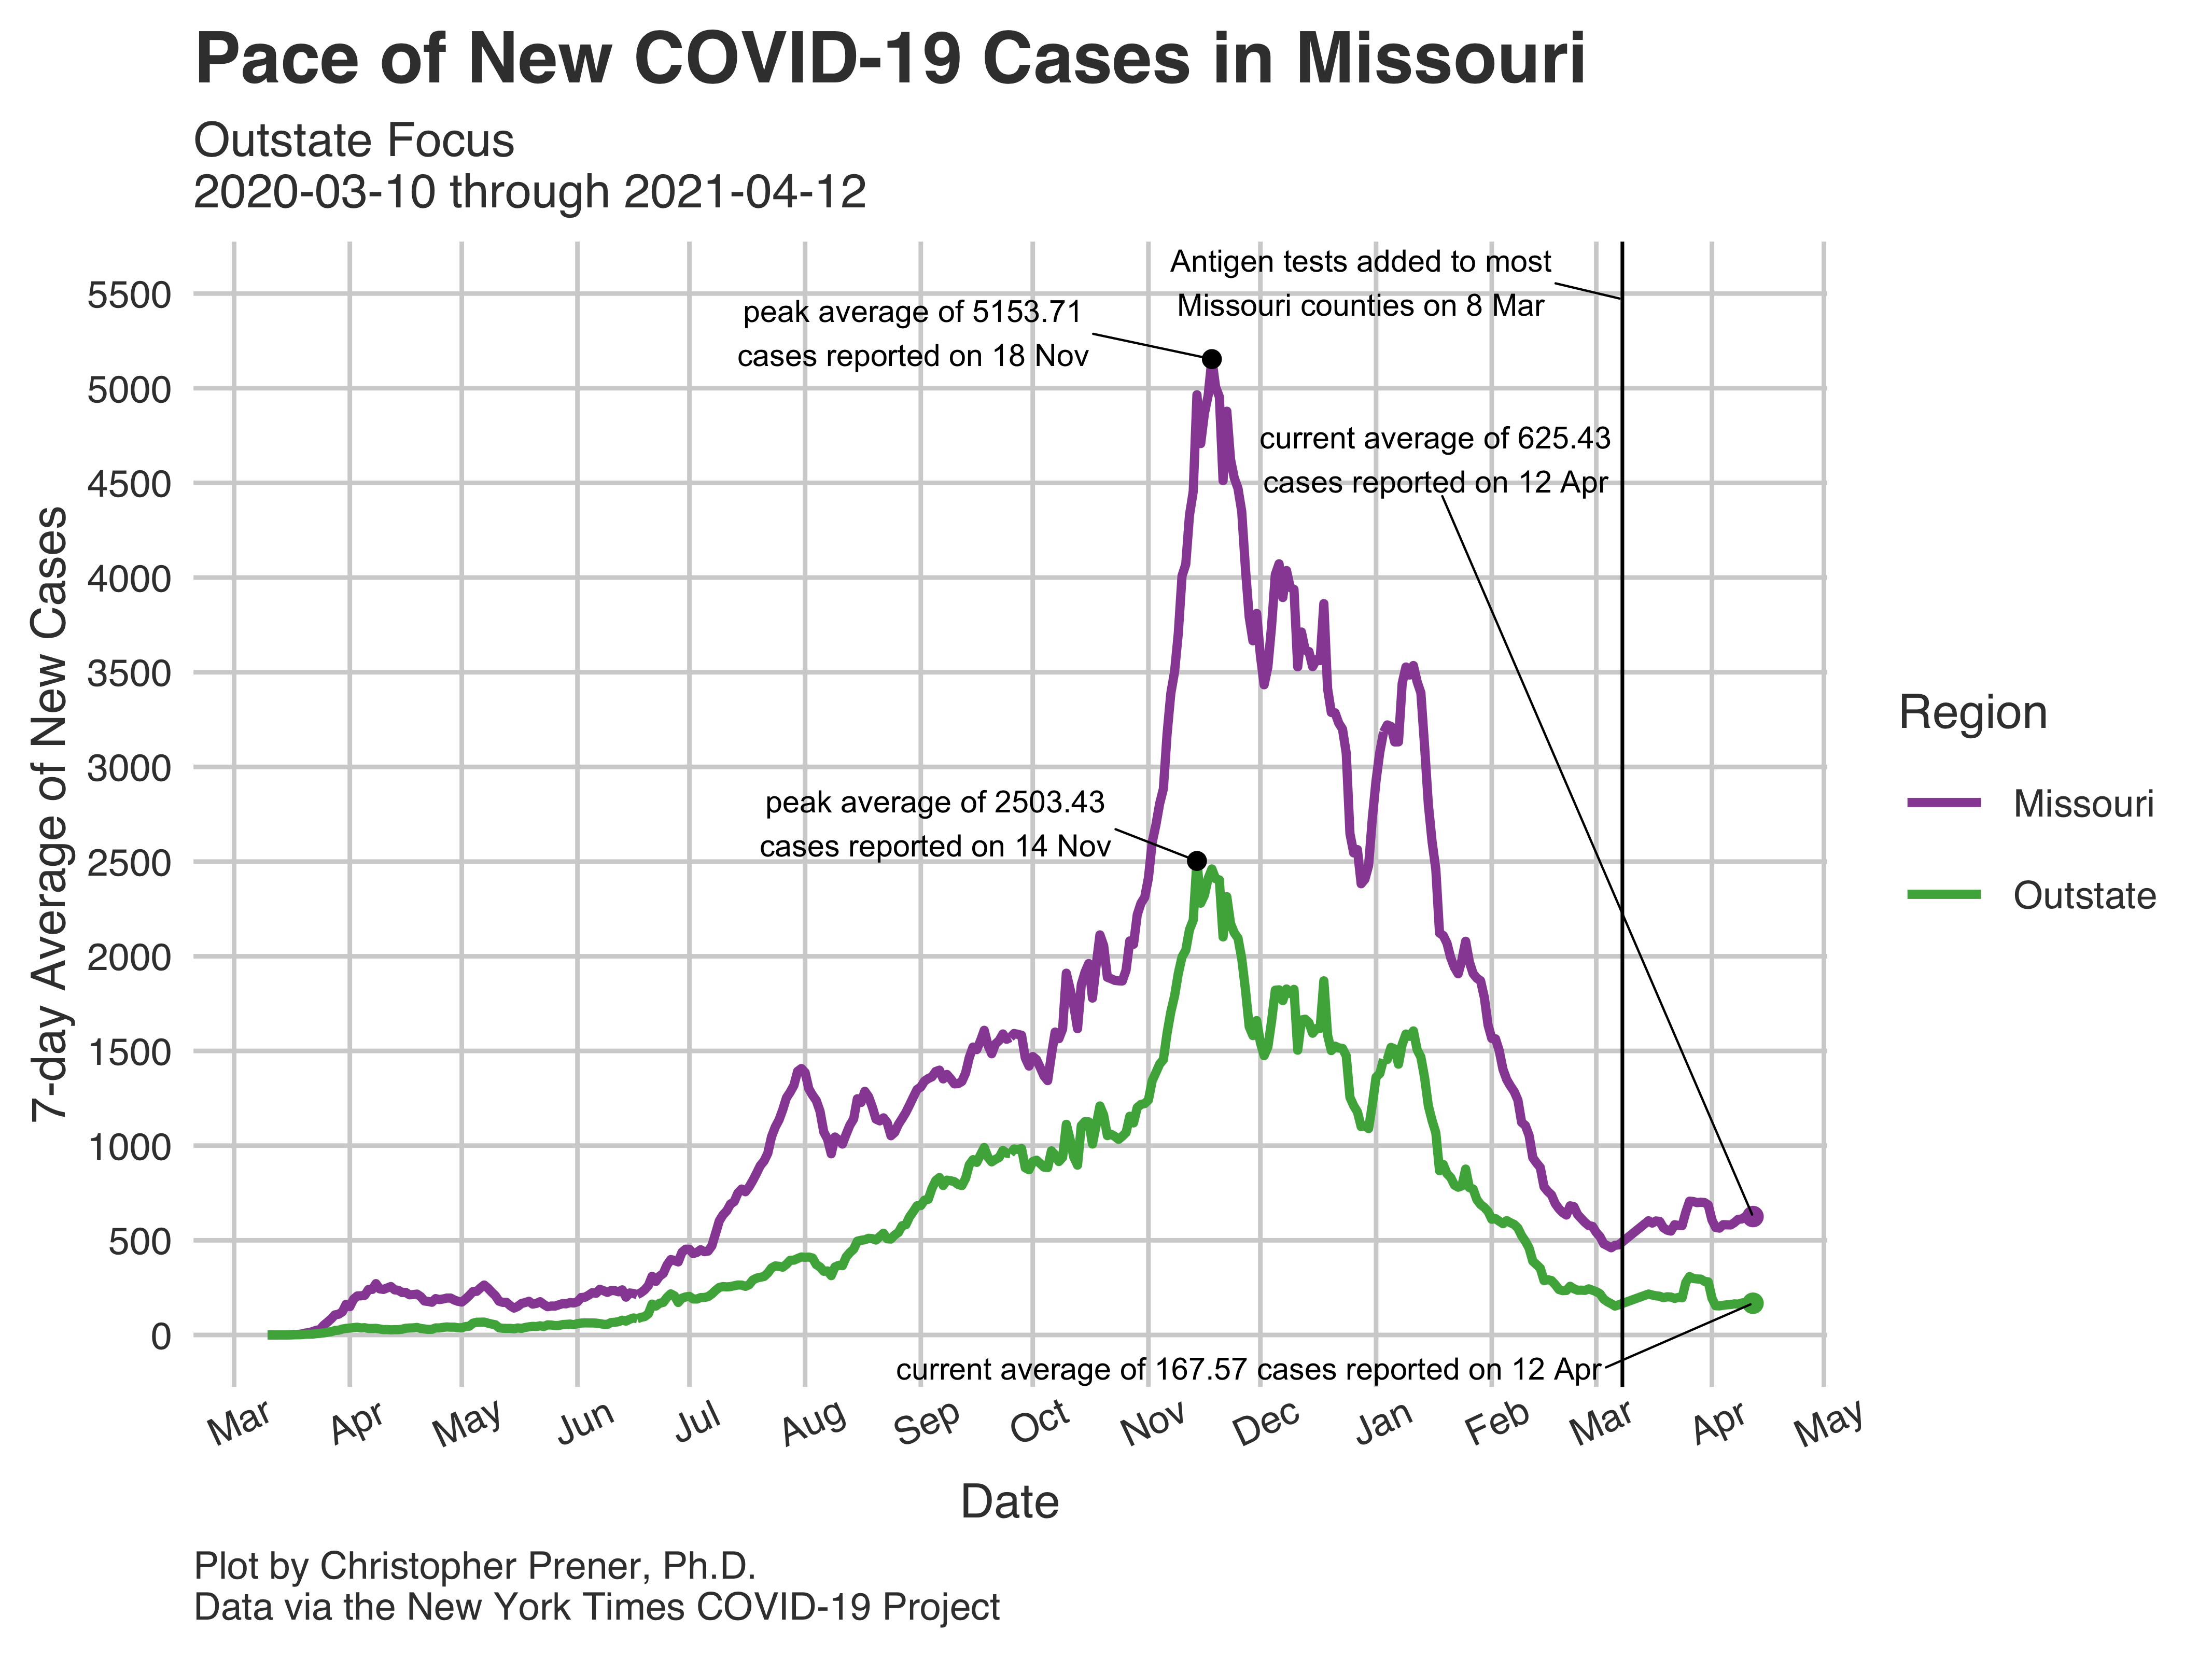 Pace of New COVID-19 Cases in Missouri
Outstate Focus
2020-03-10 through 2021-04-12
Antigen tests added to most
Missouri counties on 8 Mar
peak average of 5153.71
cases reported on 18 Nov
current average of 625.43
cases reported on 12 Apr
peak average of 2503.43
cases reported on 14 Nov
current average of 167.57 cases reported on 12 Apr
7-day Average of New Cases
5500
5000
4500
4000
3500
3000
2500
2000
1500
1000
500
0
Mar Apr May Jun Jul Aug Sep Oct Nov Dec Jan Feb Mar Apr May
Date
Region
Missouri
Outstate
Plot by Christopher Prener, Ph.D.
Data via the New York Times COVID-19 Project